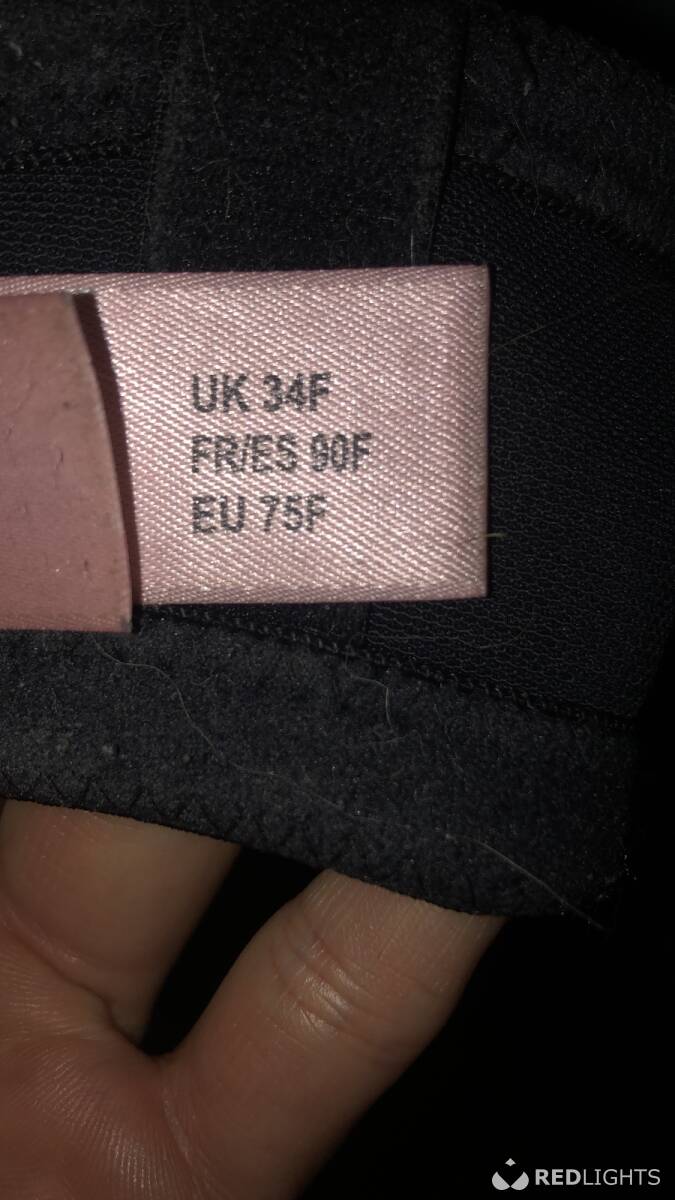 UK 34F
FR/ES 90F
EU 75F
REDLIGHTS